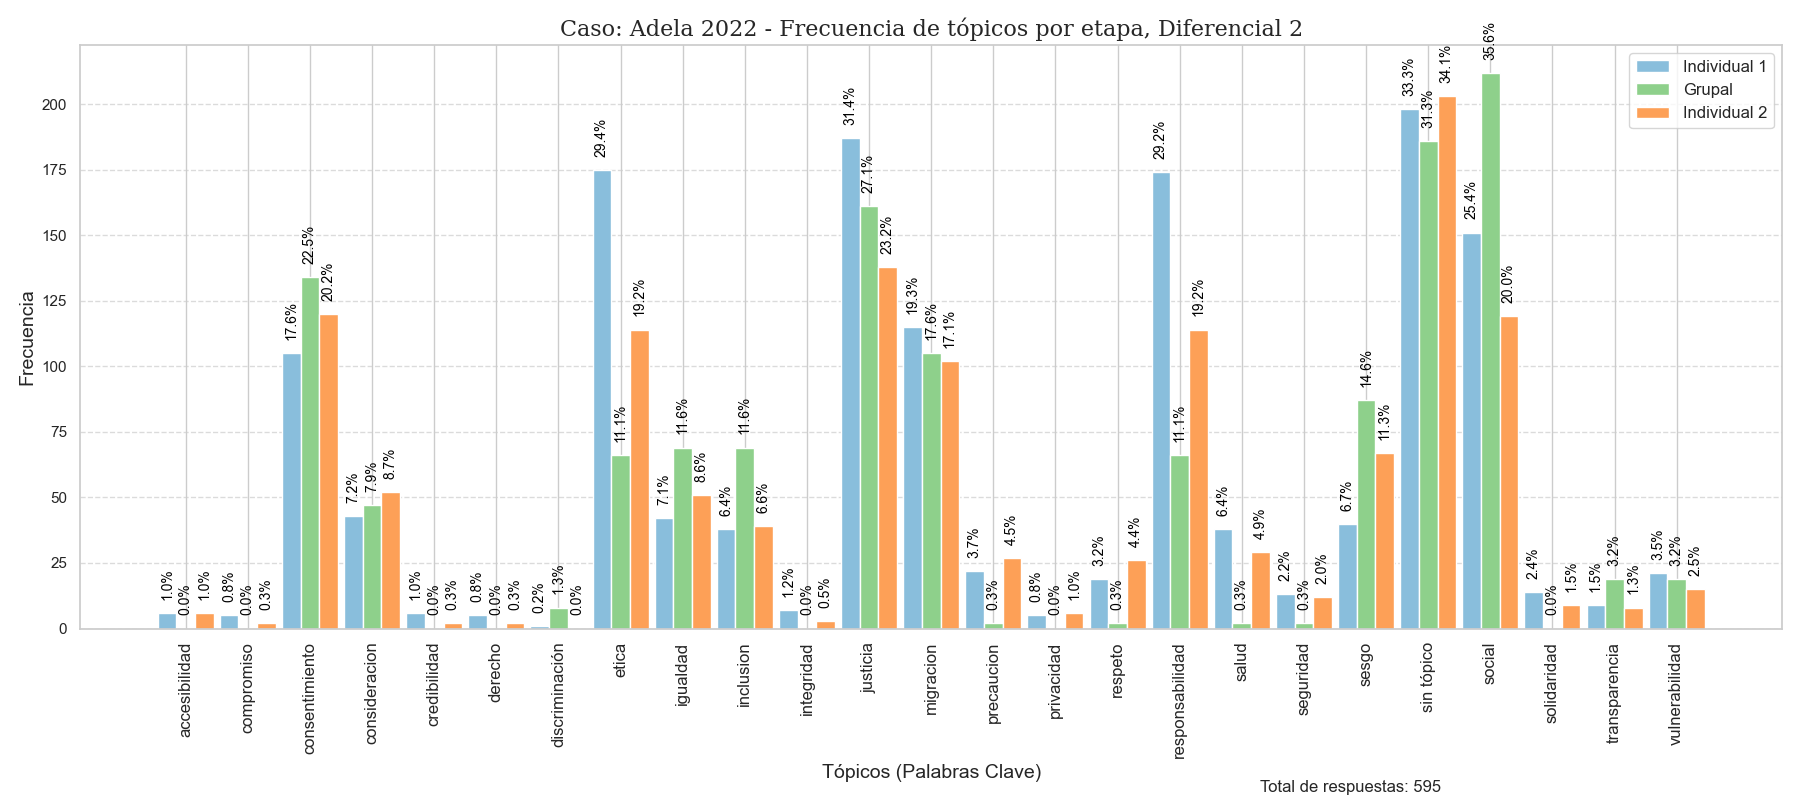 Caso: Adela 2022 - Frecuencia de tópicos por etapa, Diferencial 2
Individual 1
Grupal
Individual 2
Frecuencia
200
175
150
125
100
75
50
25
0
1.0% 0.0% 1.0%
0.8% 0.0% 0.3%
17.6% 22.5% 20.2%
7.2% 7.9% 8.7%
1.0% 0.0% 0.3%
0.8% 0.0% 0.3%
0.2% 1.3% 0.0%
29.4% 11.1% 19.2%
7.1% 11.6% 8.6%
6.4% 11.6% 6.6%
1.2% 0.0% 0.5%
31.4% 27.1% 23.2%
19.3% 17.6% 17.1%
3.7% 0.3% 4.5%
0.8% 0.0% 1.0%
3.2% 0.3% 4.4%
29.2% 11.1% 19.2%
6.4% 0.3% 4.9%
2.2% 0.3% 2.0%
6.7% 14.6% 11.3%
33.3% 31.3% 34.1%
25.4% 35.6% 20.0%
2.4% 0.0% 1.5%
1.5% 3.2% 1.3%
3.5% 3.2% 2.5%
accesibilidad
compromiso
consentimiento
consideracion
credibilidad
derecho
discriminación
etica
igualdad
inclusion
integridad
justicia
migracion
precaucion
privacidad
respeto
responsabilidad
salud
seguridad
sesgo
sin tópico
social
solidaridad
transparencia
vulnerabilidad
Tópicos (Palabras Clave)
Total de respuestas: 595